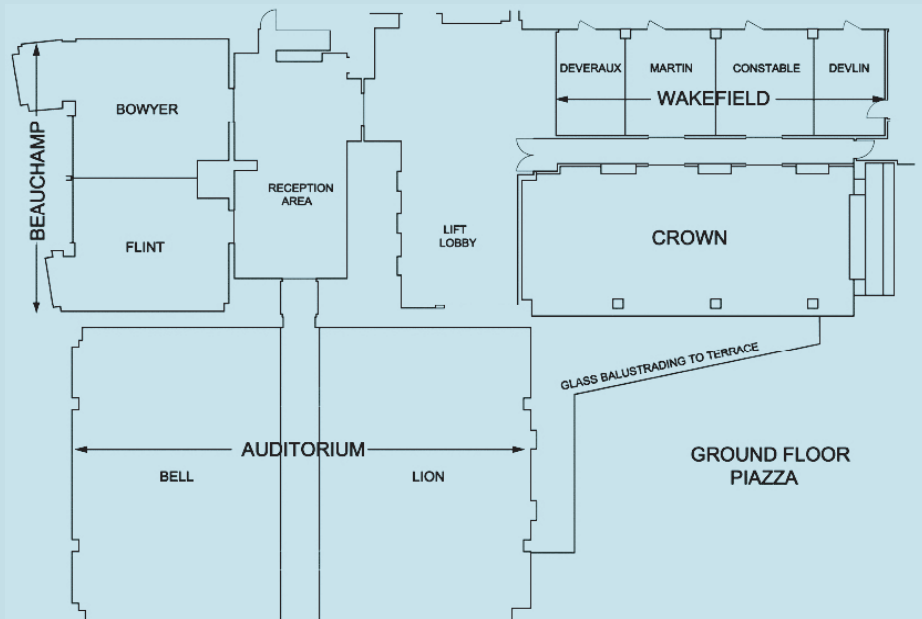 DEVERAUX
MARTIN
CONSTABLE
DEVLIN
WAKEFIELD
BOWYER
BEAUCHAMP
RECEPTION
AREA
FLINT
LIFT
LOBBY
CROWN
GLASS BALUSTRADING TO TERRACE
AUDITORIUM
BELL
LION
GROUND FLOOR
PIAZZA